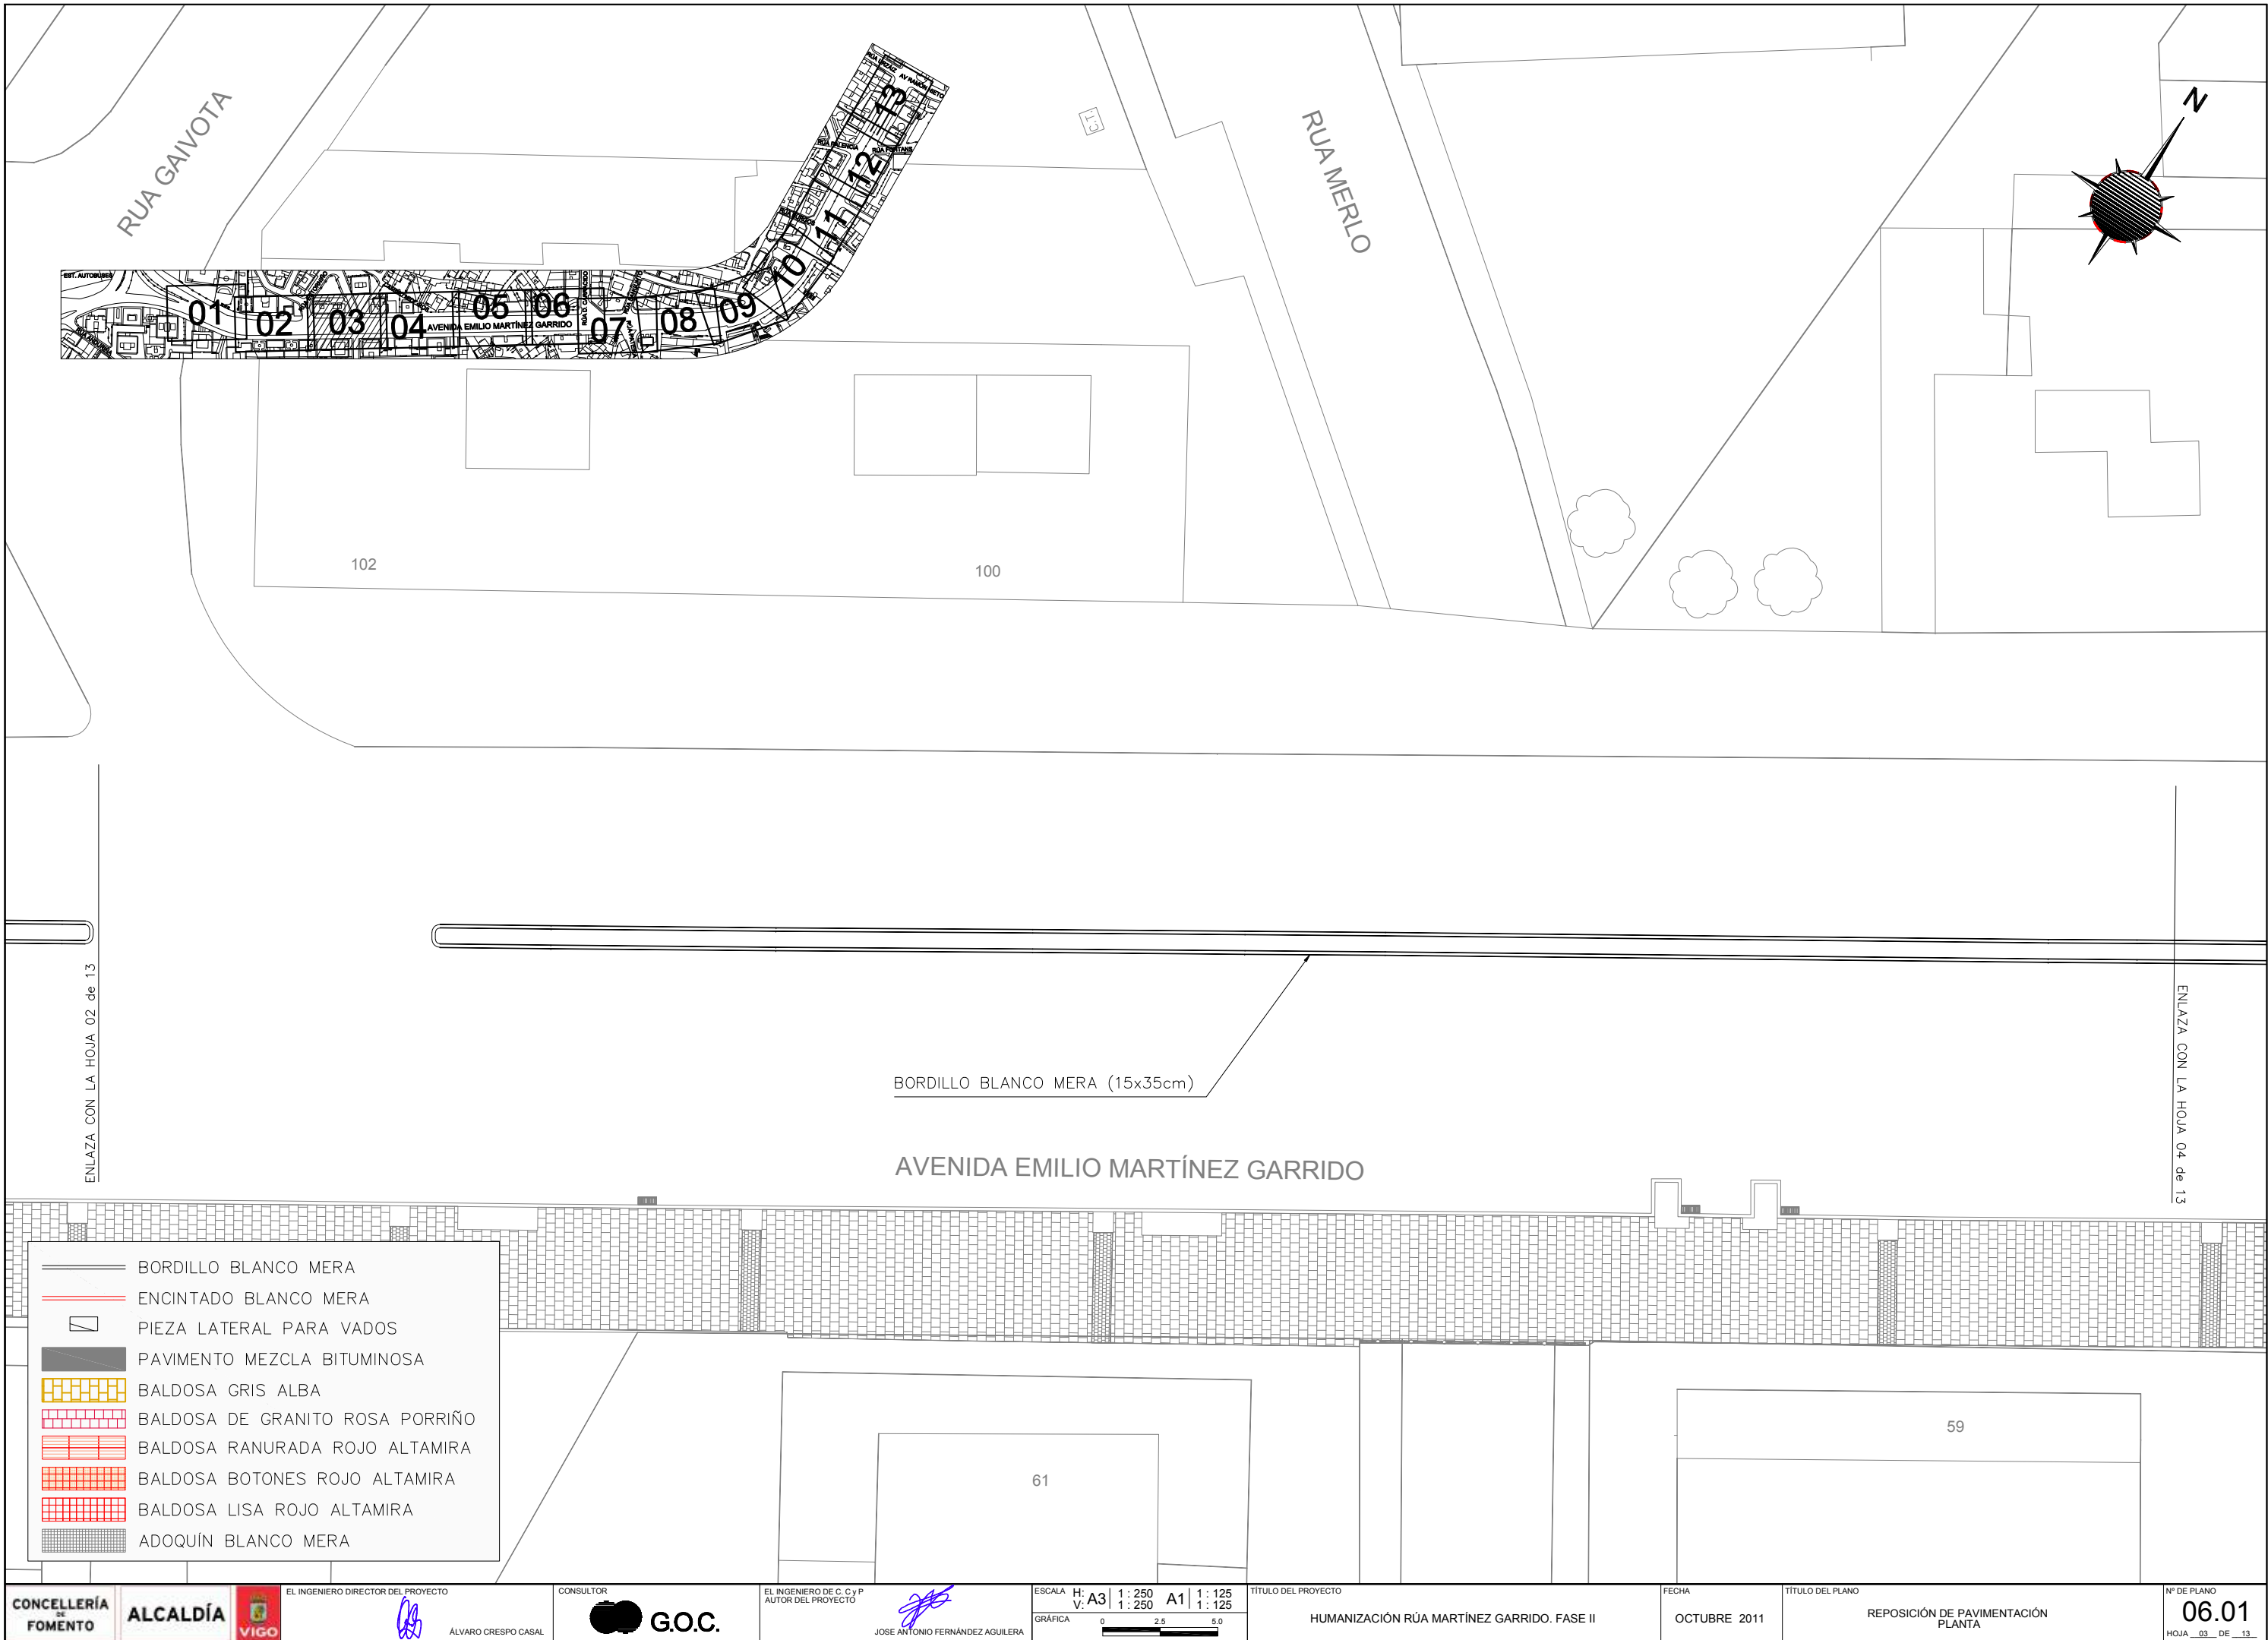 RUA GAIVOTA
RUA MERLO
N
C.T.
EST. AUTOBUSES
AV RAMÓN NIETO
RÚA PALENCIA
13
12
11
10
01
02
03
04
05
06
07
08
09
AVENIDA EMILIO MARTÍNEZ GARRIDO
102
100
ENLAZA CON LA HOJA 02 de 13
ENLAZA CON LA HOJA 04 de 13
BORDILLO BLANCO MERA (15x35cm)
AVENIDA EMILIO MARTÍNEZ GARRIDO
BORDILLO BLANCO MERA
ENCINTADO BLANCO MERA
PIEZA LATERAL PARA VADOS
PAVIMENTO MEZCLA BITUMINOSA
BALDOSA GRIS ALBA
BALDOSA DE GRANITO ROSA PORRIÑO
BALDOSA RANURADA ROJO ALTAMIRA
BALDOSA BOTONES ROJO ALTAMIRA
BALDOSA LISA ROJO ALTAMIRA
ADOQUÍN BLANCO MERA
61
59
CONCELLERÍA
DE
FOMENTO
ALCALDÍA
VIGO
EL INGENIERO DIRECTOR DEL PROYECTO
ÁLVARO CRESPO CASAL
CONSULTOR
G.O.C.
EL INGENIERO DE C. C y P
AUTOR DEL PROYECTO
JOSE ANTONIO FERNÁNDEZ AGUILERA
ESCALA H: A3 1 : 250 A1 1 : 125
V: 1 : 250 1 : 125
GRÁFICA 0 2.5 5.0
TÍTULO DEL PROYECTO
HUMANIZACIÓN RÚA MARTÍNEZ GARRIDO. FASE II
FECHA
OCTUBRE 2011
TÍTULO DEL PLANO
REPOSICIÓN DE PAVIMENTACIÓN
PLANTA
Nº DE PLANO
06.01
HOJA 03 DE 13